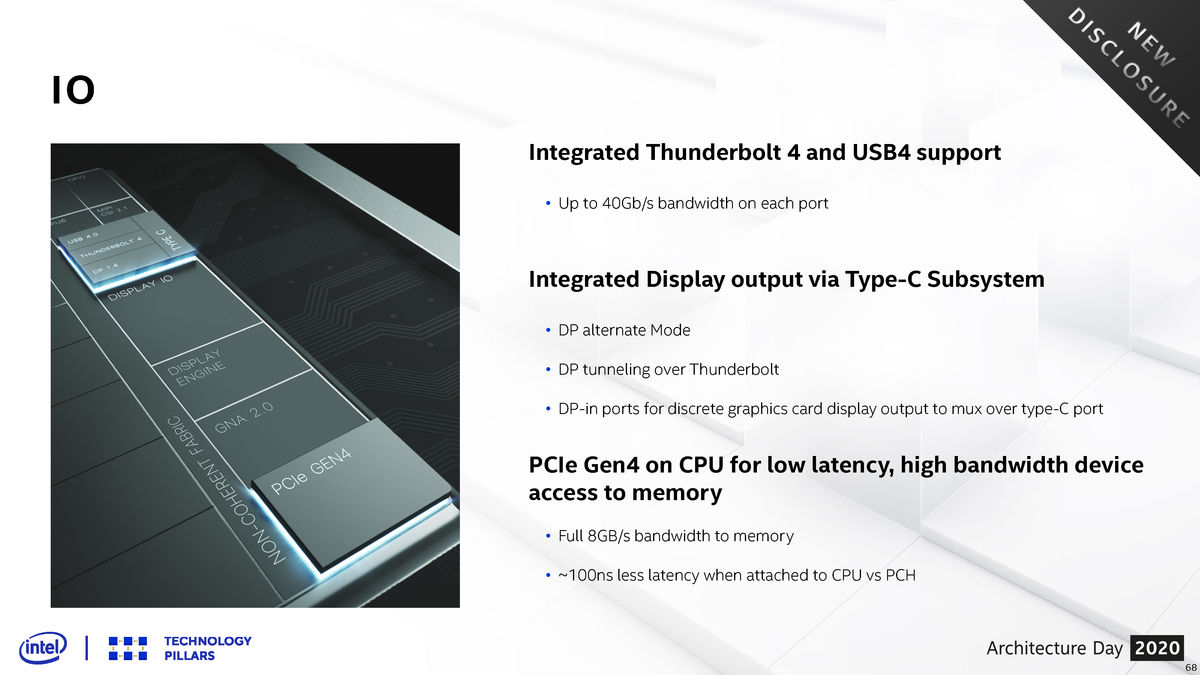 NEW
DISCLOSURE
IO
Integrated Thunderbolt 4 and USB4 support
• Up to 40Gb/s bandwidth on each port
Integrated Display output via Type-C Subsystem
• DP alternate Mode
• DP tunneling over Thunderbolt
• DP-in ports for discrete graphics card display output to mux over type-C port
PCIe Gen4 on CPU for low latency, high bandwidth device
access to memory
• Full 8GB/s bandwidth to memory
• ~100ns less latency when attached to CPU vs PCH
MIPI
CSI 2.1
USB 4.0
THUNDERBOLT 4
DP 1.4
TYPE C
DISPLAY IO
DISPLAY
ENGINE
GNA 2.0
PCIe GEN4
NON-COHERENT FABRIC
intel
TECHNOLOGY
PILLARS
Architecture Day 2020
68